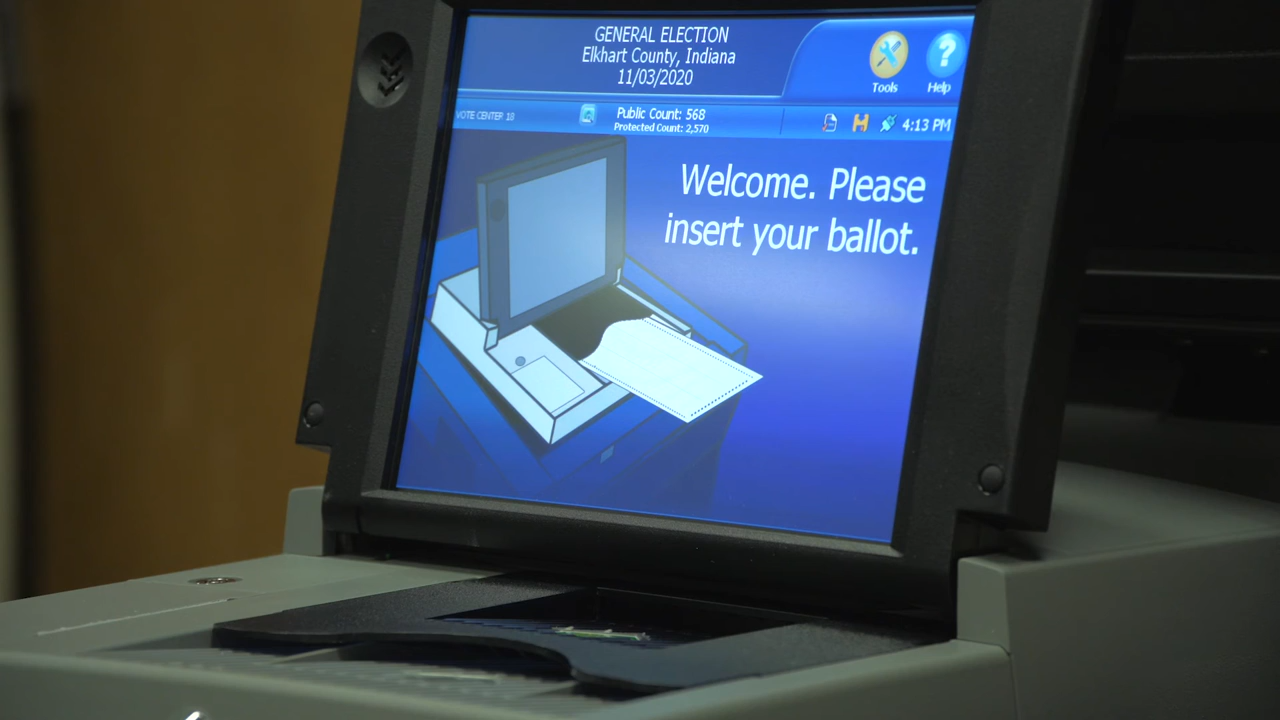 GENERAL ELECTION
Elkhart County, Indiana
11/03/2020
Tools
Help
VOTE CENTER 18
Public Count: 568
Protected Count: 2,570
4:13 PM
Welcome. Please
insert your ballot.